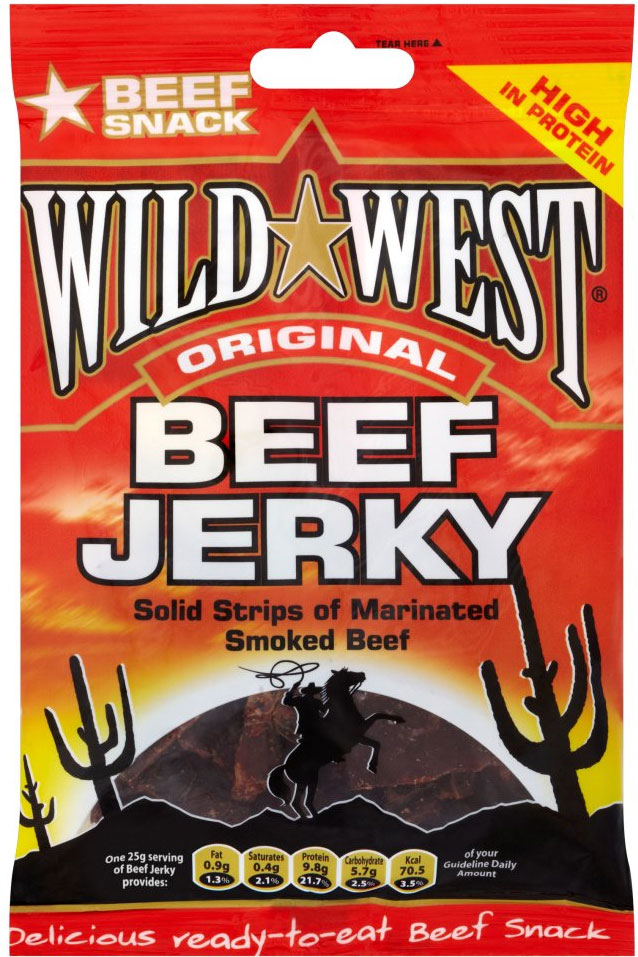 TEAR HERE ▲
BEEF
SNACK
HIGH
IN PROTEIN
WILD WEST
®
ORIGINAL
BEEF
JERKY
Solid Strips of Marinated
Smoked Beef
One 25g serving
of Beef Jerky
provides:
Fat
0.9g
1.3%
Saturates
0.4g
2.1%
Protein
9.8g
21.7%
Carbohydrate
5.7g
2.5%
Kcal
70.5
3.5%
of your
Guideline Daily
Amount
Delicious ready-to-eat Beef Snack